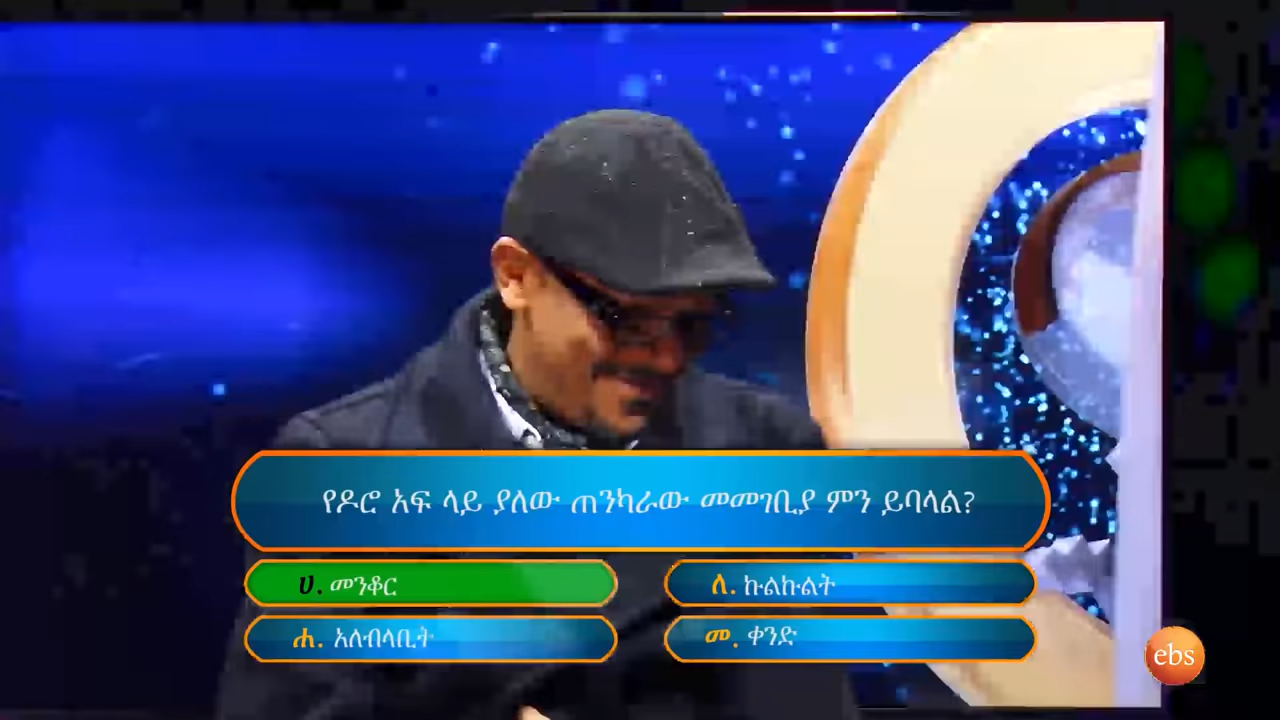 የዶሮ አፍ ላይ ያለው ጠንካራው መመገቢያ ምን ይባላል?
ሀ. መንቆር
ለ. ኩልኩልት
ሐ. አለብላቢት
መ. ቀንድ
ebs